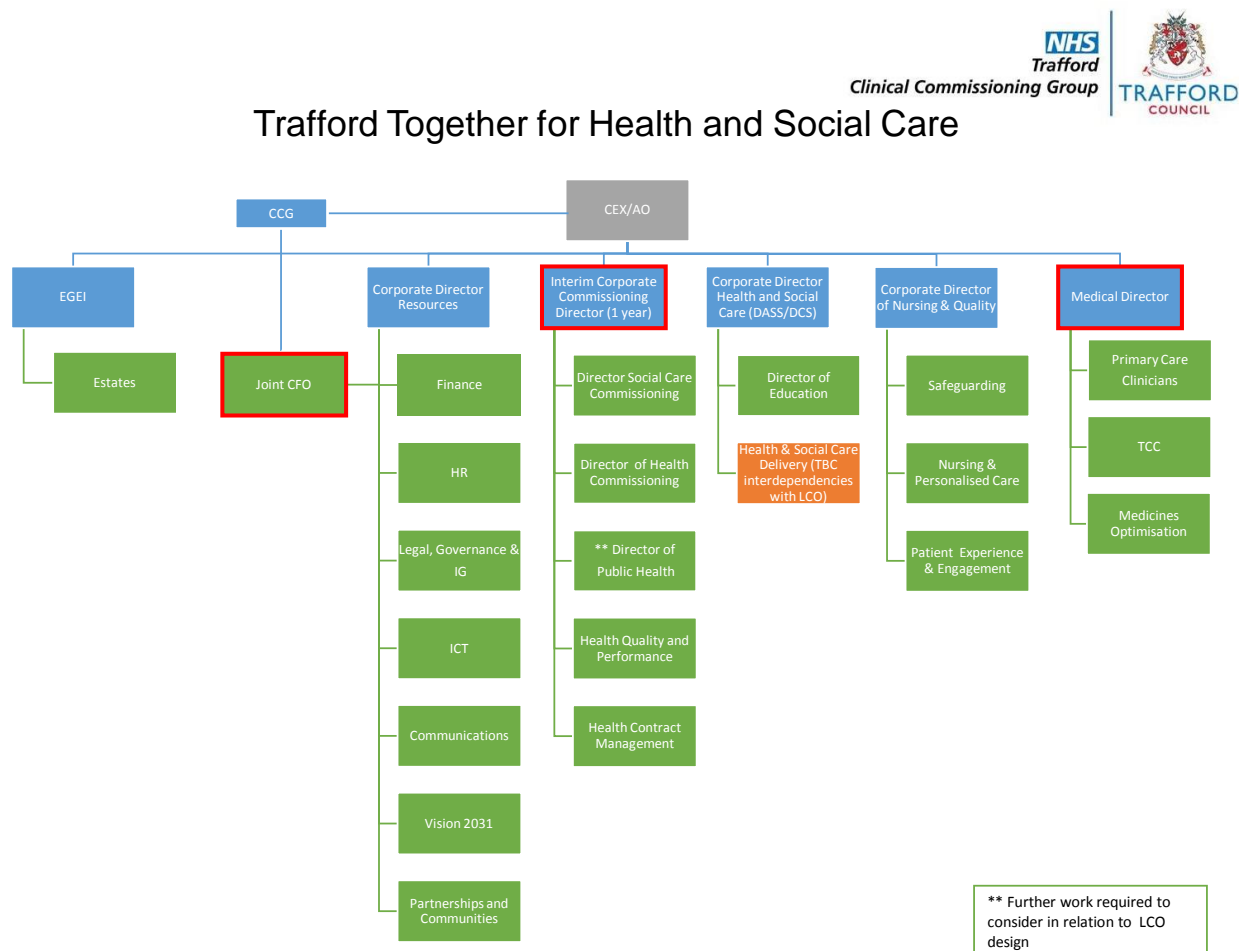 NHS
Trafford
Clinical Commissioning Group
TRAFFORD
COUNCIL
Trafford Together for Health and Social Care
CCG
CEX/AO
EGEI
Corporate Director
Resources
Interim Corporate
Commissioning
Director (1 year)
Corporate Director
Health and Social
Care (DASS/DCS)
Corporate Director
of Nursing & Quality
Medical Director
Estates
Joint CFO
Finance
HR
Legal, Governance &
IG
ICT
Communications
Vision 2031
Partnerships and
Communities
Director Social Care
Commissioning
Director of Health
Commissioning
** Director of
Public Health
Health Quality and
Performance
Health Contract
Management
Director of
Education
Health & Social Care
Delivery (TBC
interdependencies
with LCO)
Safeguarding
Nursing &
Personalised Care
Patient Experience
& Engagement
Primary Care
Clinicians
TCC
Medicines
Optimisation
** Further work required to
consider in relation to LCO
design